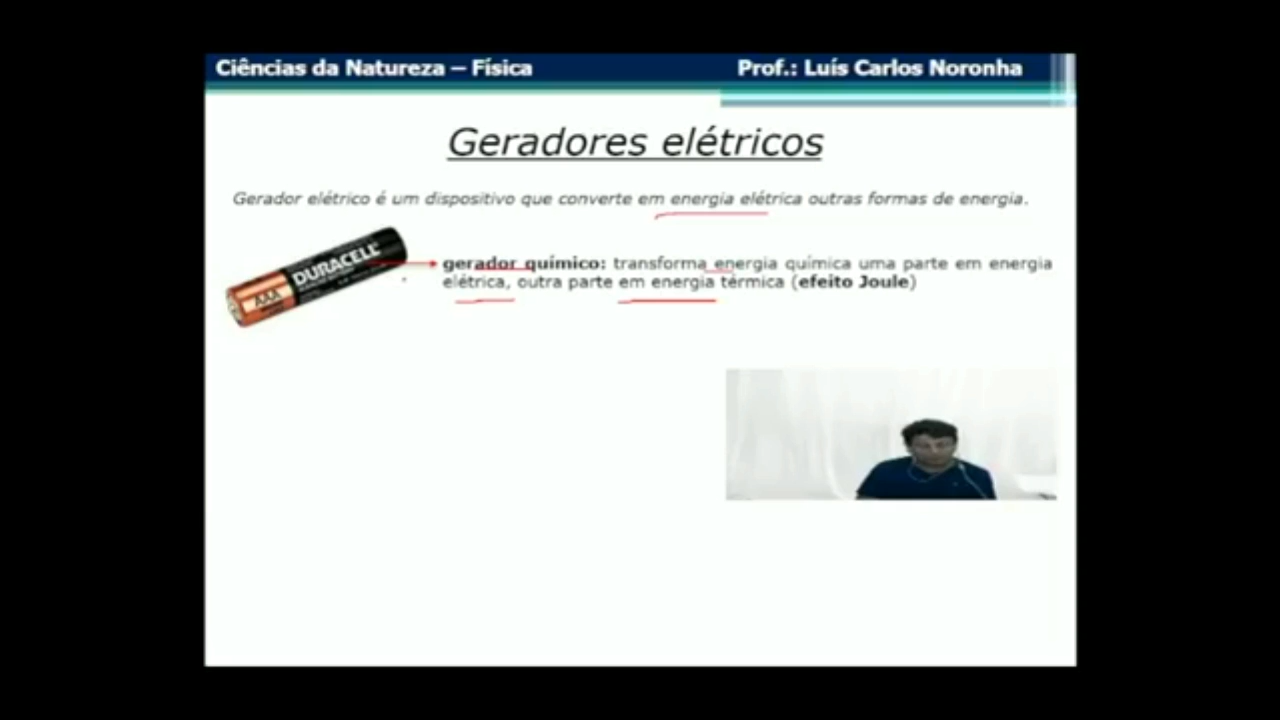 Ciências da Natureza – Física
Prof.: Luís Carlos Noronha
Geradores elétricos
Gerador elétrico é um dispositivo que converte em energia elétrica outras formas de energia.
DURACELL
AAA
gerador químico: transforma energia química uma parte em energia
elétrica, outra parte em energia térmica (efeito Joule)